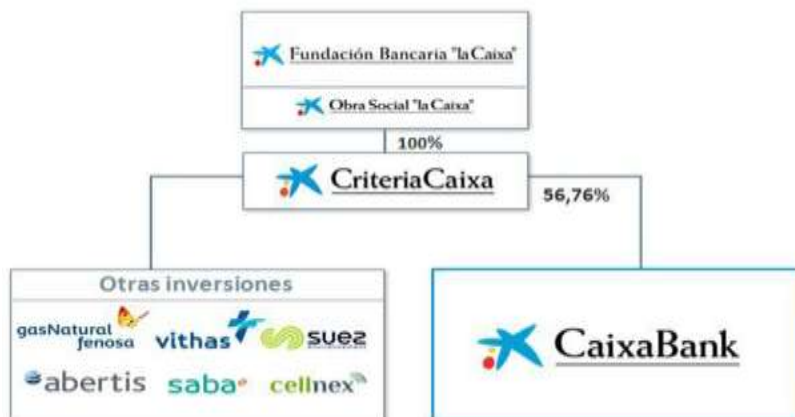 Fundación Bancaria "la Caixa"
Obra Social "la Caixa"
100%
CriteriaCaixa
56,76%
Otras inversiones
gasNatural
fenosa
vithas
suez
abertis
saba
cellnex
CaixaBank